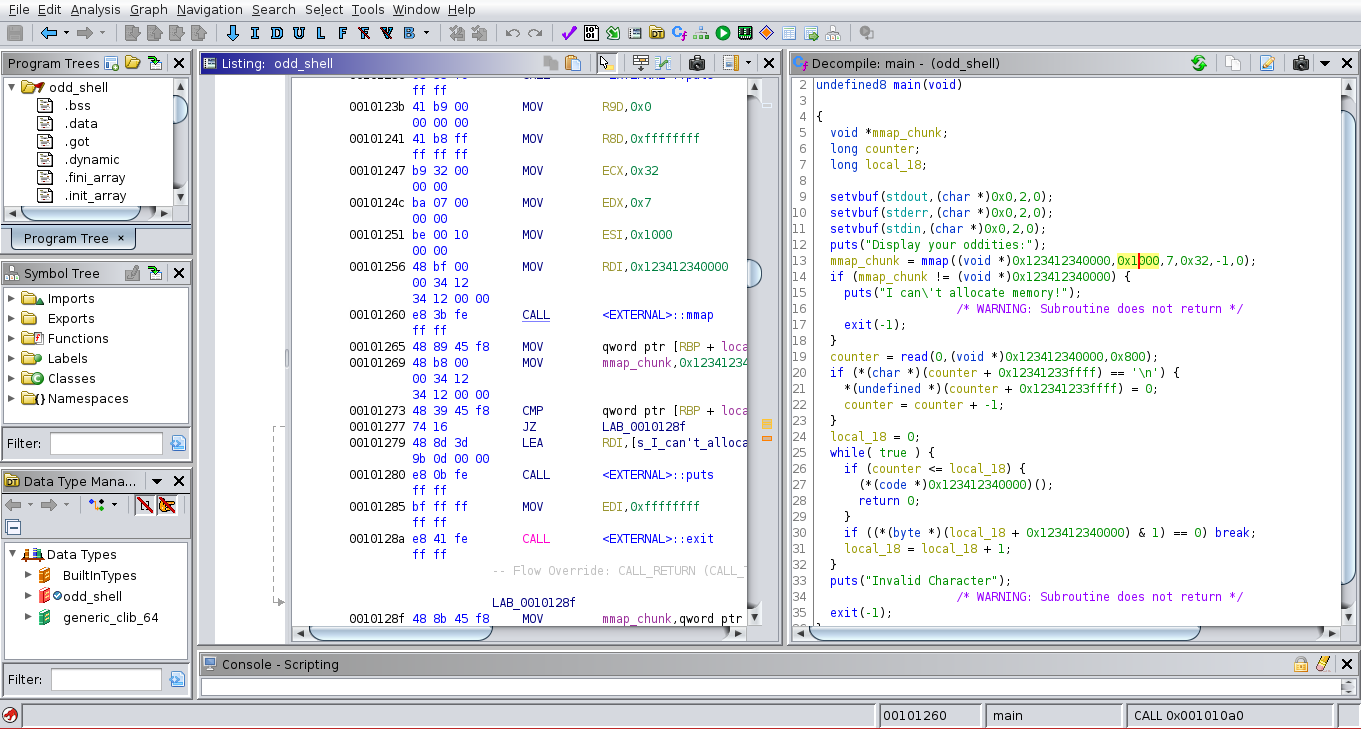 File Edit Analysis Graph Navigation Search Select Tools Window Help
I D U L F R V B
Program Trees
odd_shell
.bss
.data
.got
.dynamic
.fini_array
.init_array
Program Tree ×
Symbol Tree
Imports
Exports
Functions
Labels
Classes
Namespaces
Filter:
Data Type Mana...
Data Types
BuiltInTypes
odd_shell
generic_clib_64
Filter:
Listing: odd_shell
ff ff
0010123b 41 b9 00 MOV R9D,0x0
00 00 00
00101241 41 b8 ff MOV R8D,0xffffffff
ff ff ff
00101247 b9 32 00 MOV ECX,0x32
00 00
0010124c ba 07 00 MOV EDX,0x7
00 00
00101251 be 00 10 MOV ESI,0x1000
00 00
00101256 48 bf 00 MOV RDI,0x123412340000
00 34 12
34 12 00 00
00101260 e8 3b fe CALL <EXTERNAL>::mmap
ff ff
00101265 48 89 45 f8 MOV qword ptr [RBP + loca
00101269 48 b8 00 MOV mmap_chunk,0x12341234
00 34 12
34 12 00 00
00101273 48 39 45 f8 CMP qword ptr [RBP + loca
00101277 74 16 JZ LAB_0010128f
00101279 48 8d 3d LEA RDI,[s_I_can't_alloca
9b 0d 00 00
00101280 e8 0b fe CALL <EXTERNAL>::puts
ff ff
00101285 bf ff ff MOV EDI,0xffffffff
ff ff
0010128a e8 41 fe CALL <EXTERNAL>::exit
ff ff
-- Flow Override: CALL_RETURN (CALL_
LAB_0010128f
0010128f 48 8b 45 f8 MOV mmap_chunk,qword ptr
Decompile: main - (odd_shell)
2 undefined8 main(void)
3
4 {
5 void *mmap_chunk;
6 long counter;
7 long local_18;
8
9 setvbuf(stdout,(char *)0x0,2,0);
10 setvbuf(stderr,(char *)0x0,2,0);
11 setvbuf(stdin,(char *)0x0,2,0);
12 puts("Display your oddities:");
13 mmap_chunk = mmap((void *)0x123412340000,0x1000,7,0x32,-1,0);
14 if (mmap_chunk != (void *)0x123412340000) {
15 puts("I can\'t allocate memory!");
16 /* WARNING: Subroutine does not return */
17 exit(-1);
18 }
19 counter = read(0,(void *)0x123412340000,0x800);
20 if (*(char *)(counter + 0x12341233ffff) == '\n') {
21 *(undefined *)(counter + 0x12341233ffff) = 0;
22 counter = counter + -1;
23 }
24 local_18 = 0;
25 while( true ) {
26 if (counter <= local_18) {
27 (*(code *)0x123412340000)();
28 return 0;
29 }
30 if ((*(byte *)(local_18 + 0x123412340000) & 1) == 0) break;
31 local_18 = local_18 + 1;
32 }
33 puts("Invalid Character");
34 /* WARNING: Subroutine does not return */
35 exit(-1);
Console - Scripting
00101260 main CALL 0x001010a0